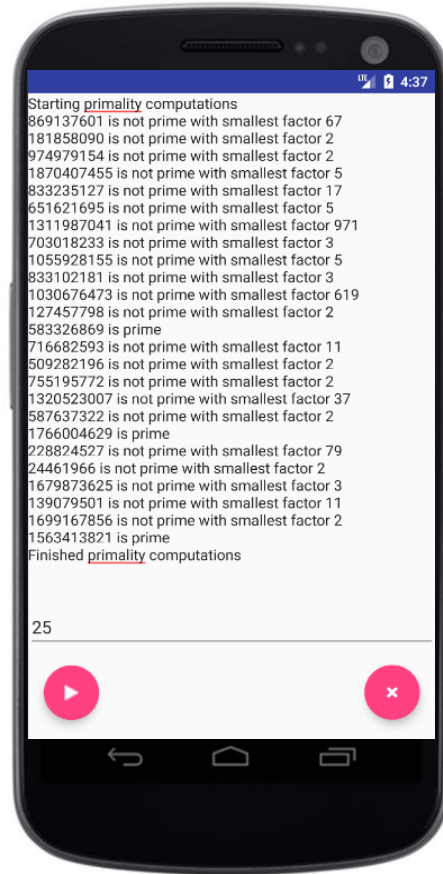 LTE 4:37
Starting primality computations
869137601 is not prime with smallest factor 67
181858090 is not prime with smallest factor 2
974979154 is not prime with smallest factor 2
1870407455 is not prime with smallest factor 5
833235127 is not prime with smallest factor 17
651621695 is not prime with smallest factor 5
1311987041 is not prime with smallest factor 971
703018233 is not prime with smallest factor 3
1055928155 is not prime with smallest factor 5
833102181 is not prime with smallest factor 3
1030676473 is not prime with smallest factor 619
127457798 is not prime with smallest factor 2
583326869 is prime
716682593 is not prime with smallest factor 11
509282196 is not prime with smallest factor 2
755195772 is not prime with smallest factor 2
1320523007 is not prime with smallest factor 37
587637322 is not prime with smallest factor 2
1766004629 is prime
228824527 is not prime with smallest factor 79
24461966 is not prime with smallest factor 2
1679873625 is not prime with smallest factor 3
139079501 is not prime with smallest factor 11
1699167856 is not prime with smallest factor 2
1563413821 is prime
Finished primality computations
25